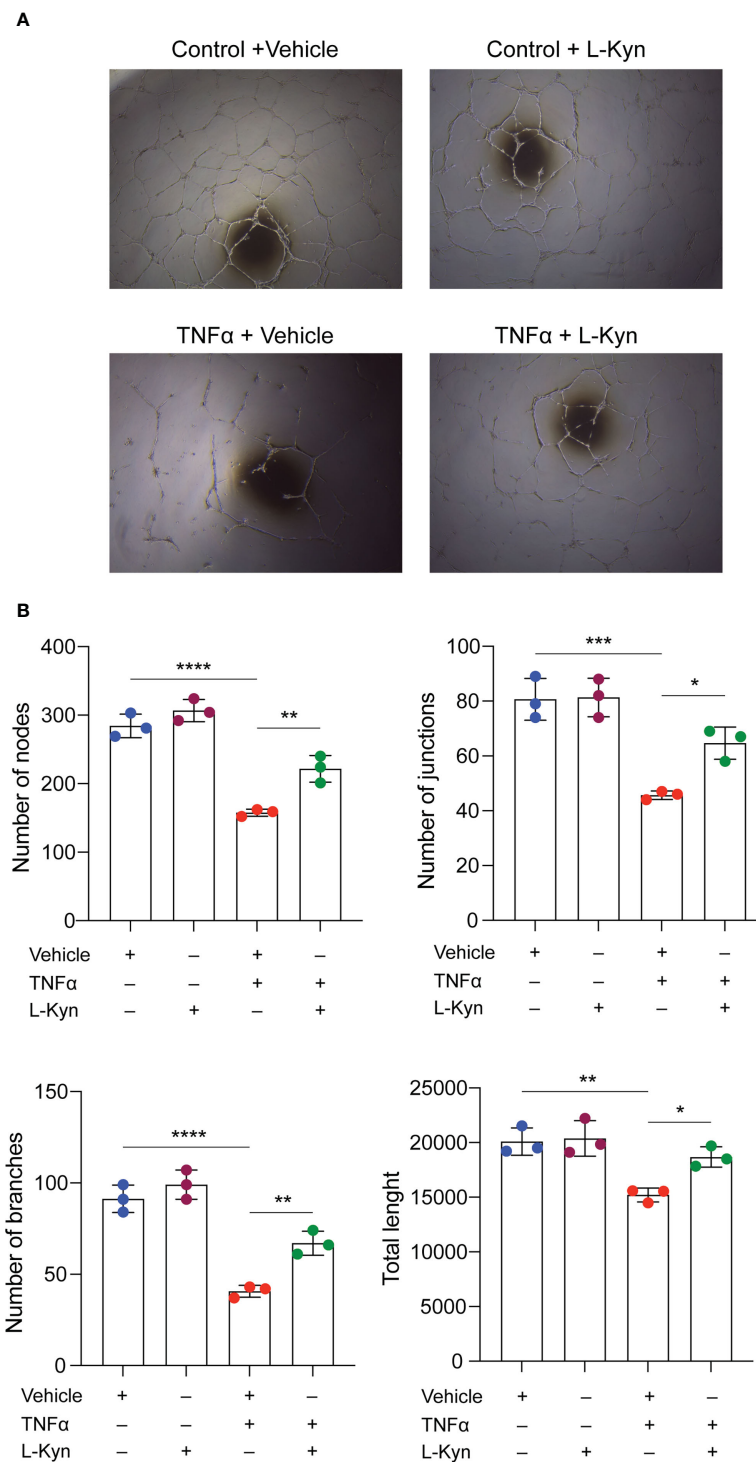 A
Control +Vehicle
Control + L-Kyn
TNFα + Vehicle
TNFα + L-Kyn
B
Number of nodes
400
300
200
100
0
****
**
Vehicle + – + –
TNFα – – + +
L-Kyn – + – +
Number of junctions
100
80
60
40
20
0
***
*
Vehicle + – + –
TNFα – – + +
L-Kyn – + – +
Number of branches
150
100
50
0
****
**
Vehicle + – + –
TNFα – – + +
L-Kyn – + – +
Total lenght
25000
20000
15000
10000
5000
0
**
*
Vehicle + – + –
TNFα – – + +
L-Kyn – + – +